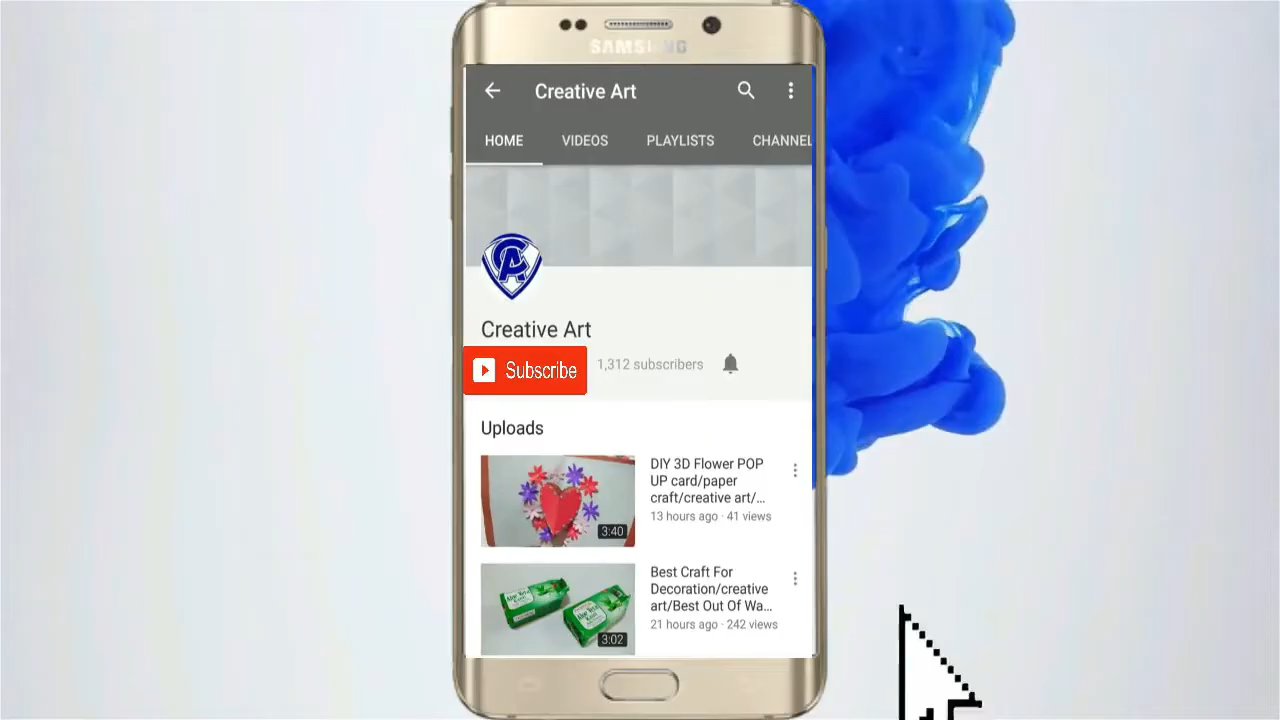 SAMSUNG
Creative Art
HOME VIDEOS PLAYLISTS CHANNEL
CA
Creative Art
Subscribe 1,312 subscribers
Uploads
DIY 3D Flower POP
UP card/paper
craft/creative art/...
13 hours ago · 41 views
3:40
Best Craft For
Decoration/creative
art/Best Out Of Wa...
21 hours ago · 242 views
3:02